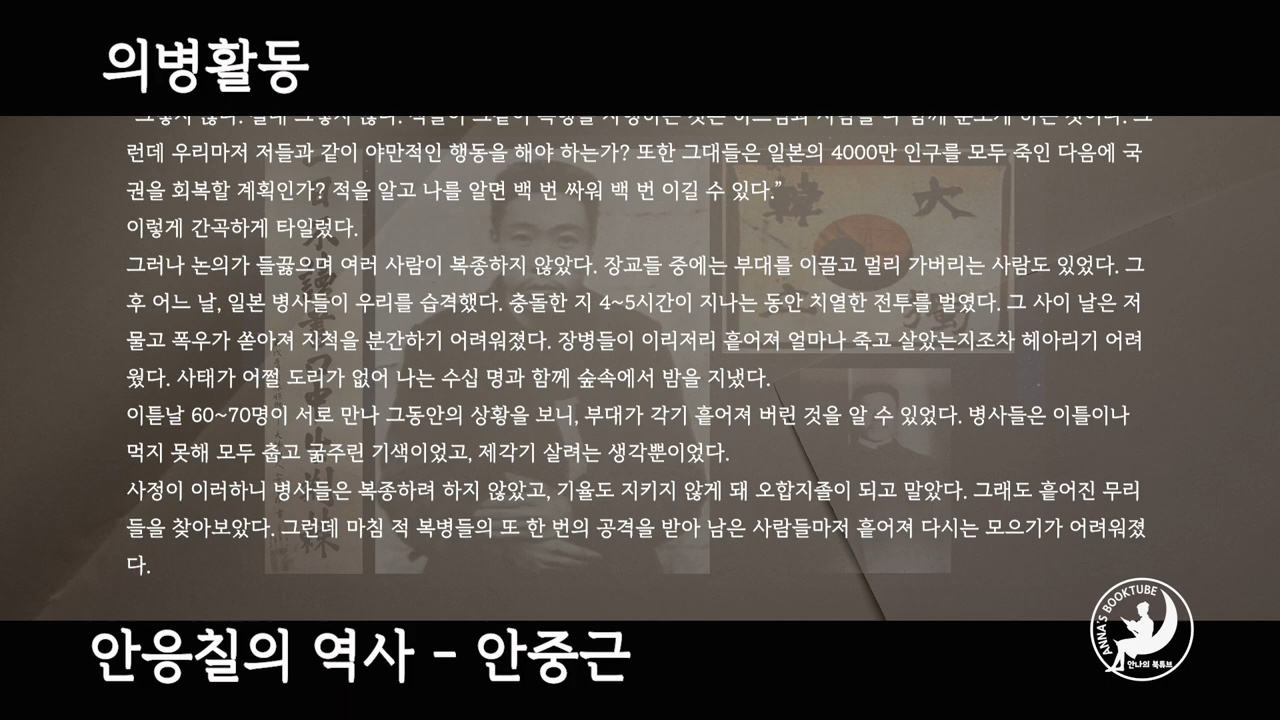 의병활동
런데 우리마저 저들과 같이 야만적인 행동을 해야 하는가? 또한 그대들은 일본의 4000만 인구를 모두 죽인 다음에 국
권을 회복할 계획인가? 적을 알고 나를 알면 백 번 싸워 백 번 이길 수 있다.”
이렇게 간곡하게 타일렀다.
그러나 논의가 들끓으며 여러 사람이 복종하지 않았다. 장교들 중에는 부대를 이끌고 멀리 가버리는 사람도 있었다. 그
후 어느 날, 일본 병사들이 우리를 습격했다. 충돌한 지 4~5시간이 지나는 동안 치열한 전투를 벌였다. 그 사이 날은 저
물고 폭우가 쏟아져 지척을 분간하기 어려워졌다. 장병들이 이리저리 흩어져 얼마나 죽고 살았는지조차 헤아리기 어려
웠다. 사태가 어쩔 도리가 없어 나는 수십 명과 함께 숲속에서 밤을 지냈다.
이튿날 60~70명이 서로 만나 그동안의 상황을 보니, 부대가 각기 흩어져 버린 것을 알 수 있었다. 병사들은 이틀이나
먹지 못해 모두 춥고 굶주린 기색이었고, 제각기 살려는 생각뿐이었다.
사정이 이러하니 병사들은 복종하려 하지 않았고, 기율도 지키지 않게 돼 오합지졸이 되고 말았다. 그래도 흩어진 무리
들을 찾아보았다. 그런데 마침 적 복병들의 또 한 번의 공격을 받아 남은 사람들마저 흩어져 다시는 모으기가 어려워졌
다.
大
안응칠의 역사 - 안중근
ANNA'S BOOKTUBE
안나의 북튜브